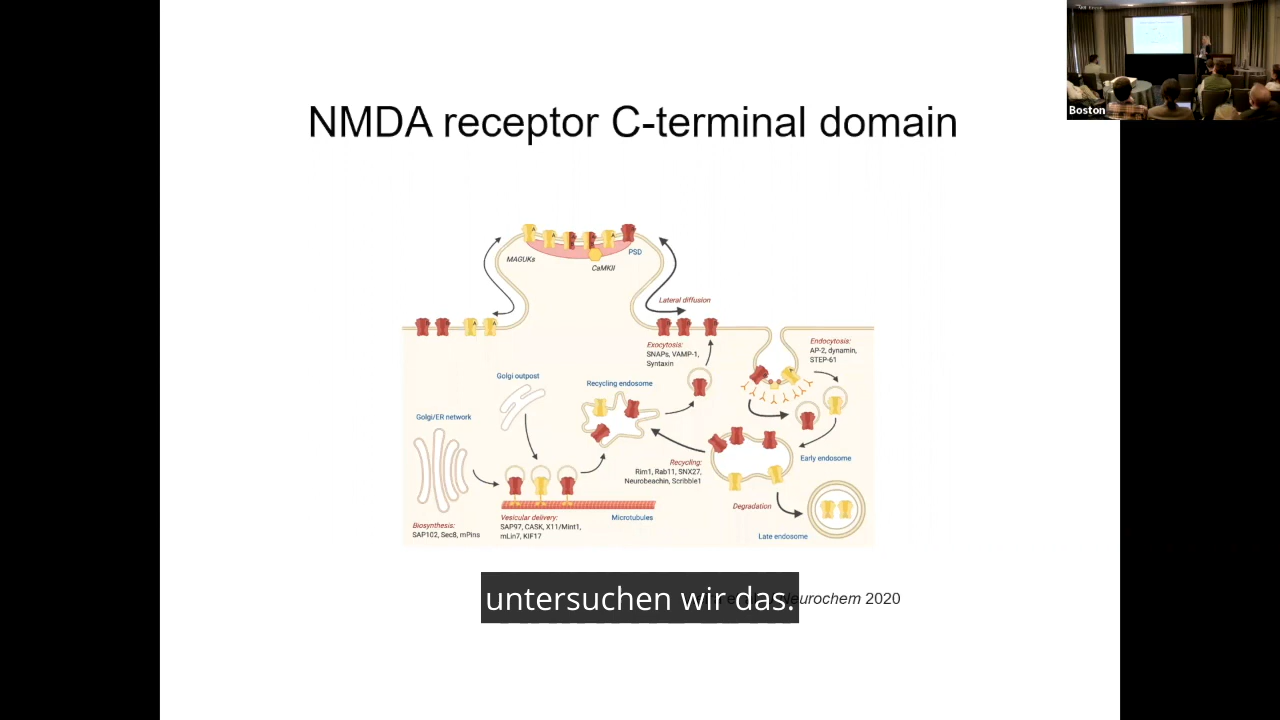 Boston
NMDA receptor C-terminal domain
MAGUKs
CaMKII
PSD
Lateral diffusion
Exocytosis:
SNAPs, VAMP-1,
Syntaxin
Endocytosis:
AP-2, dynamin,
STEP-61
Golgi outpost
Recycling endosome
Golgi/ER network
Early endosome
Recycling:
Rim1, Rab11, SNX27,
Neurobeachin, Scribble1
Degradation
Late endosome
Biosynthesis:
SAP102, Sec8, mPins
Vesicular delivery:
SAP97, CASK, X11/Mint1,
mLin7, KIF17
Microtubules
untersuchen wir das.
Neurochem 2020